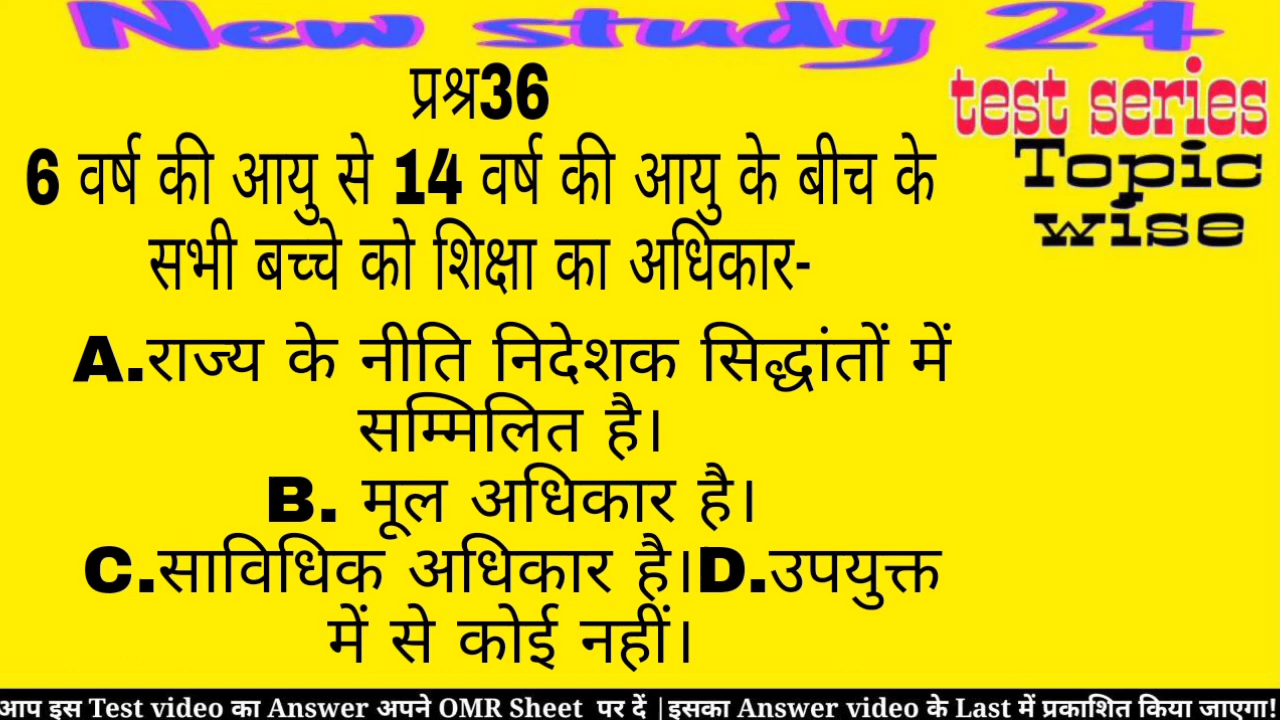 New study 24
test series
Topic
wise
प्रश्न36
6 वर्ष की आयु से 14 वर्ष की आयु के बीच के
सभी बच्चे को शिक्षा का अधिकार-
A.राज्य के नीति निदेशक सिद्धांतों में
सम्मिलित है।
B. मूल अधिकार है।
C.साविधिक अधिकार है।D.उपयुक्त
में से कोई नहीं।
आप इस Test video का Answer अपने OMR Sheet पर दें |इसका Answer video के Last में प्रकाशित किया जाएगा!